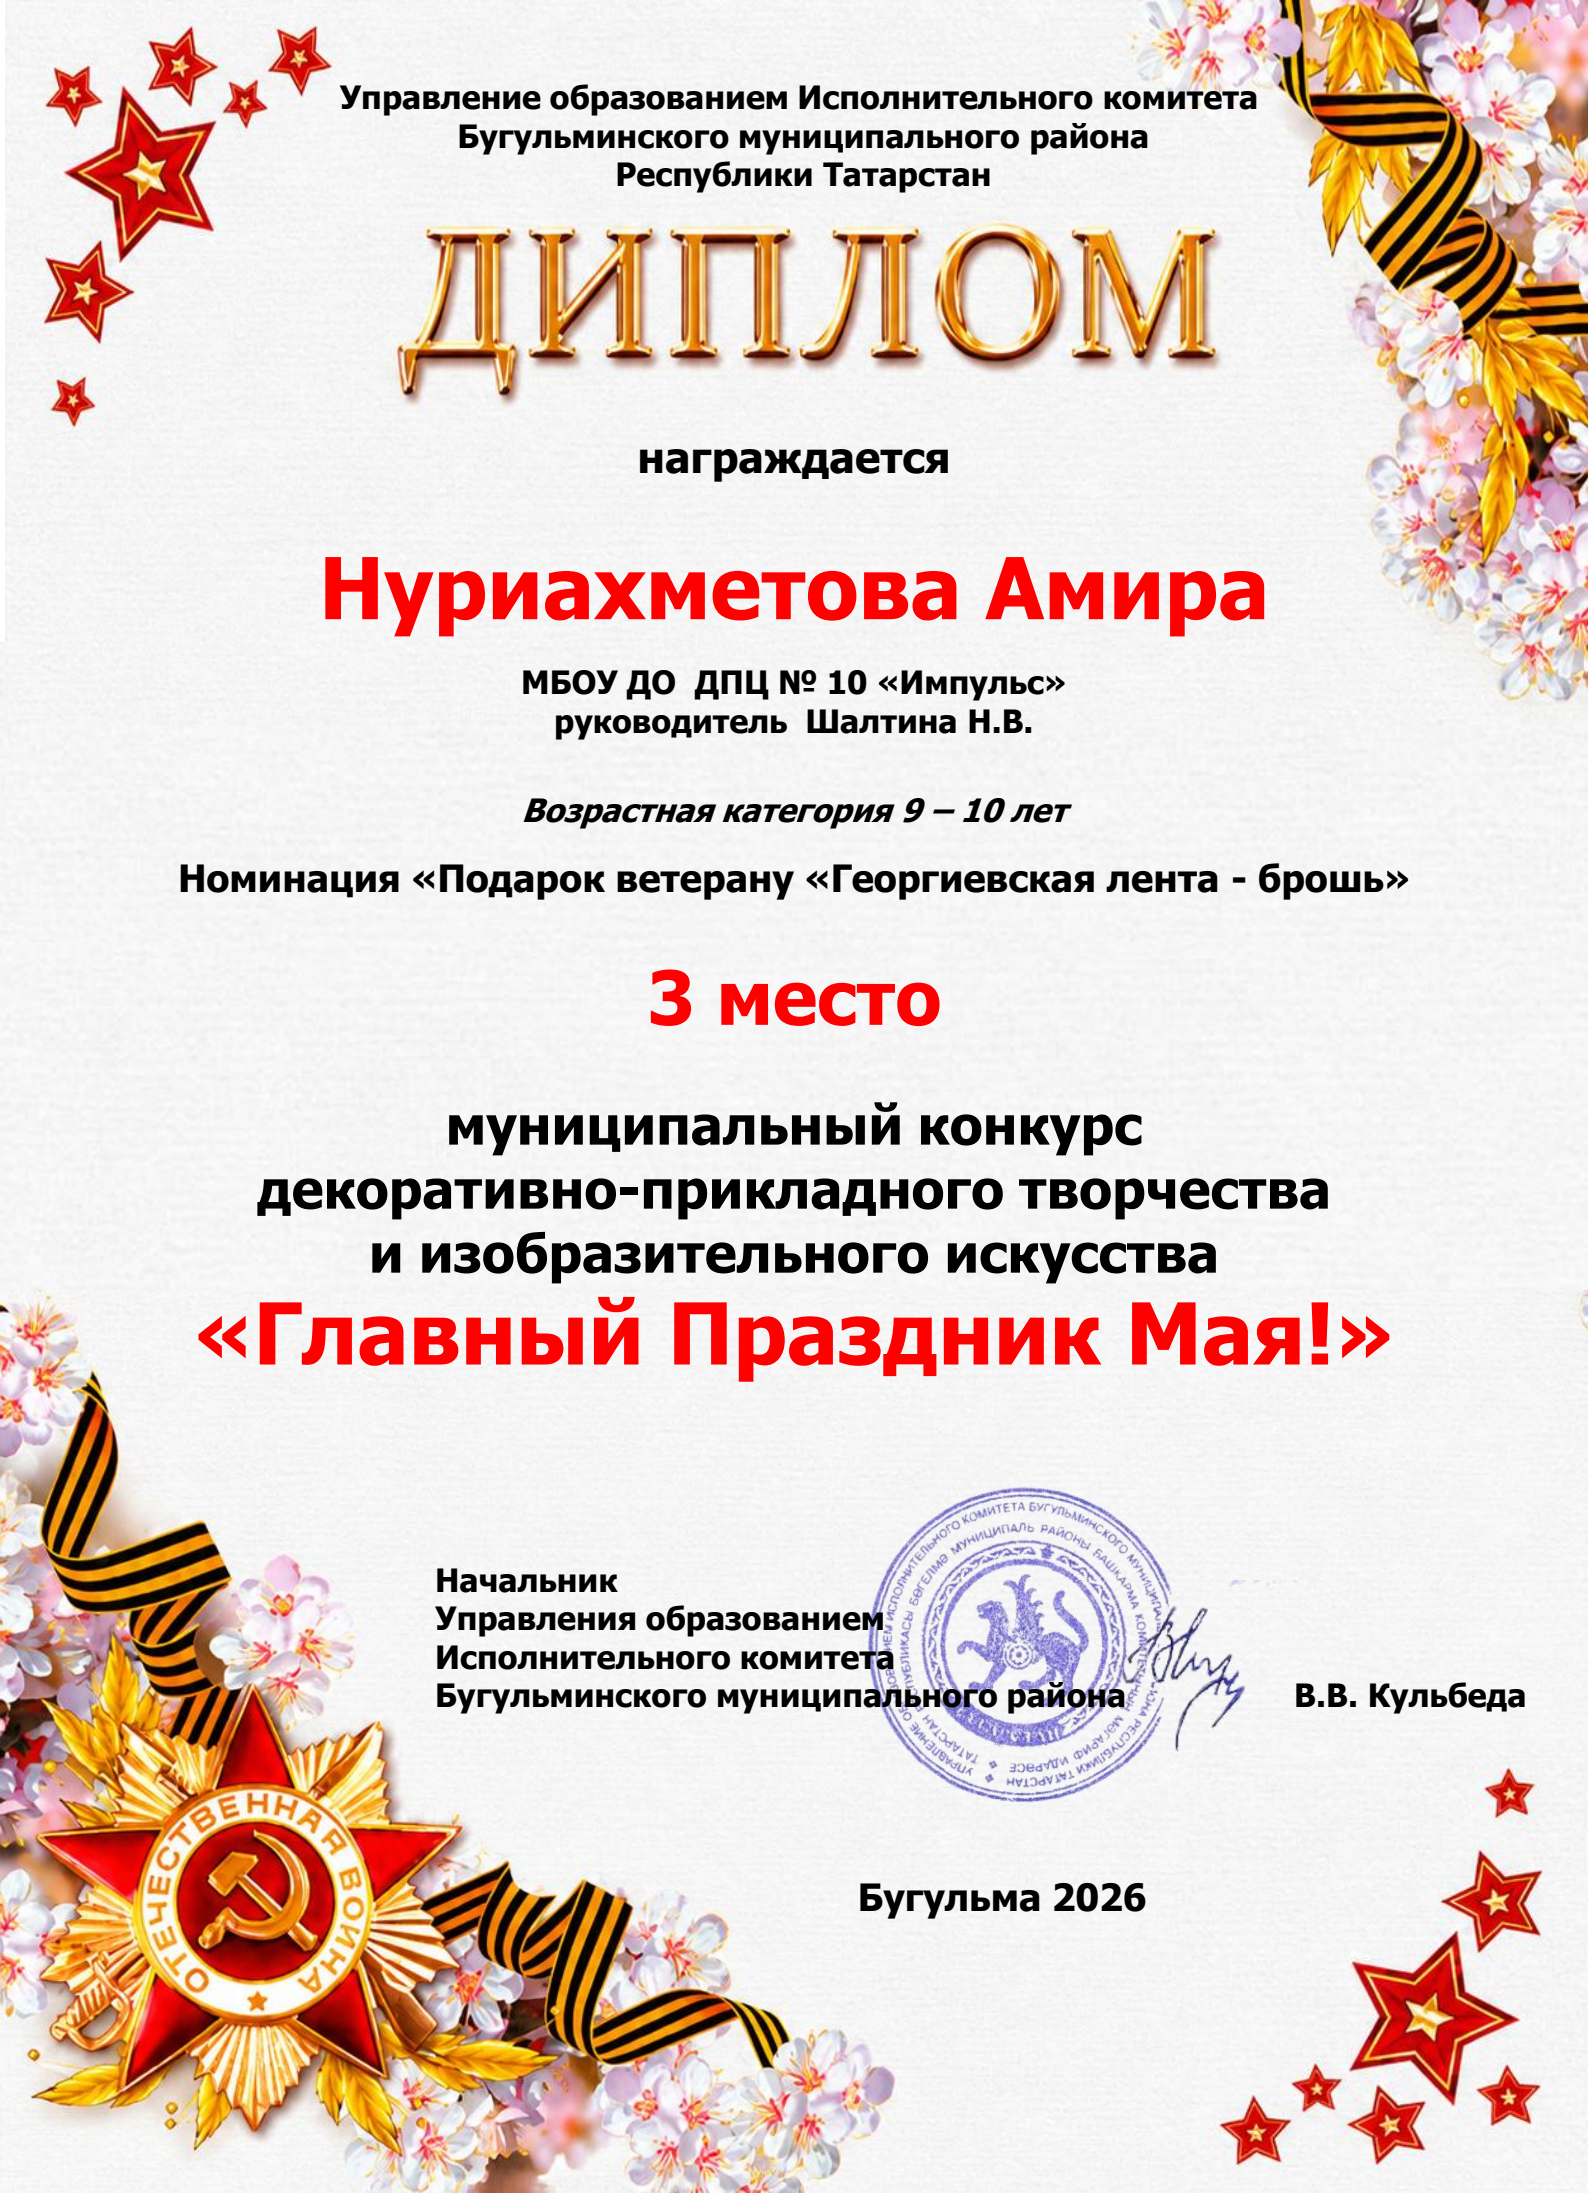 Управление образованием Исполнительного комитета
Бугульминского муниципального района
Республики Татарстан
ДИПЛОМ
награждается
Нуриахметова Амира
МБОУ ДО ДПЦ № 10 «Импульс»
руководитель Шалтина Н.В.
Возрастная категория 9 – 10 лет
Номинация «Подарок ветерану «Георгиевская лента - брошь»
3 место
муниципальный конкурс
декоративно-прикладного творчества
и изобразительного искусства
«Главный Праздник Мая!»
Начальник
Управления образованием
Исполнительного комитета
Бугульминского муниципального района
В.В. Кульбеда
ОТЕЧЕСТВЕННАЯ ВОЙНА
Бугульма 2026